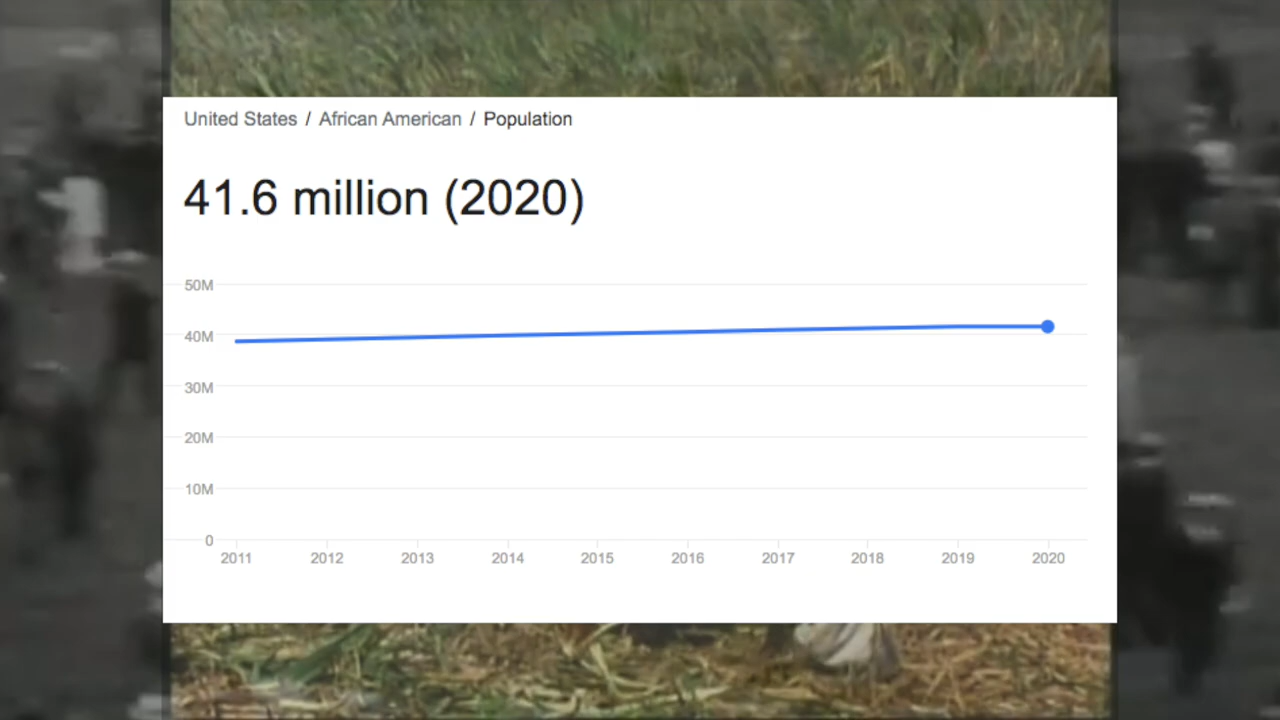 United States / African American / Population
41.6 million (2020)
50M
40M
30M
20M
10M
0
2011 2012 2013 2014 2015 2016 2017 2018 2019 2020